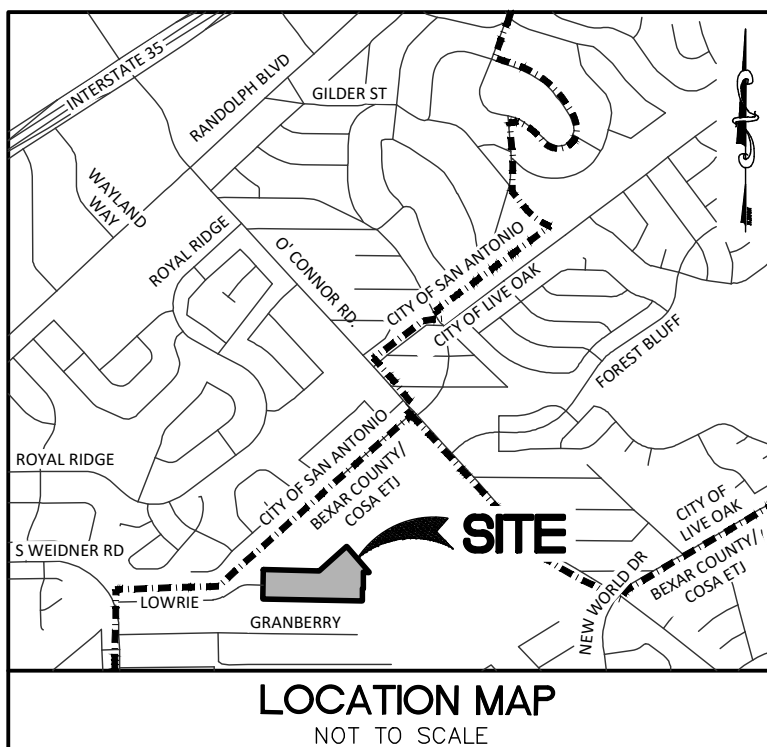 INTERSTATE 35
RANDOLPH BLVD
GILDER ST
WAYLAND
WAY
ROYAL RIDGE
O' CONNOR RD.
CITY OF SAN ANTONIO
CITY OF LIVE OAK
FOREST BLUFF
ROYAL RIDGE
CITY OF SAN ANTONIO
BEXAR COUNTY/
COSA ETJ
S WEIDNER RD
SITE
CITY OF
LIVE OAK
BEXAR COUNTY/
COSA ETJ
NEW WORLD DR
LOWRIE
GRANBERRY
LOCATION MAP
NOT TO SCALE